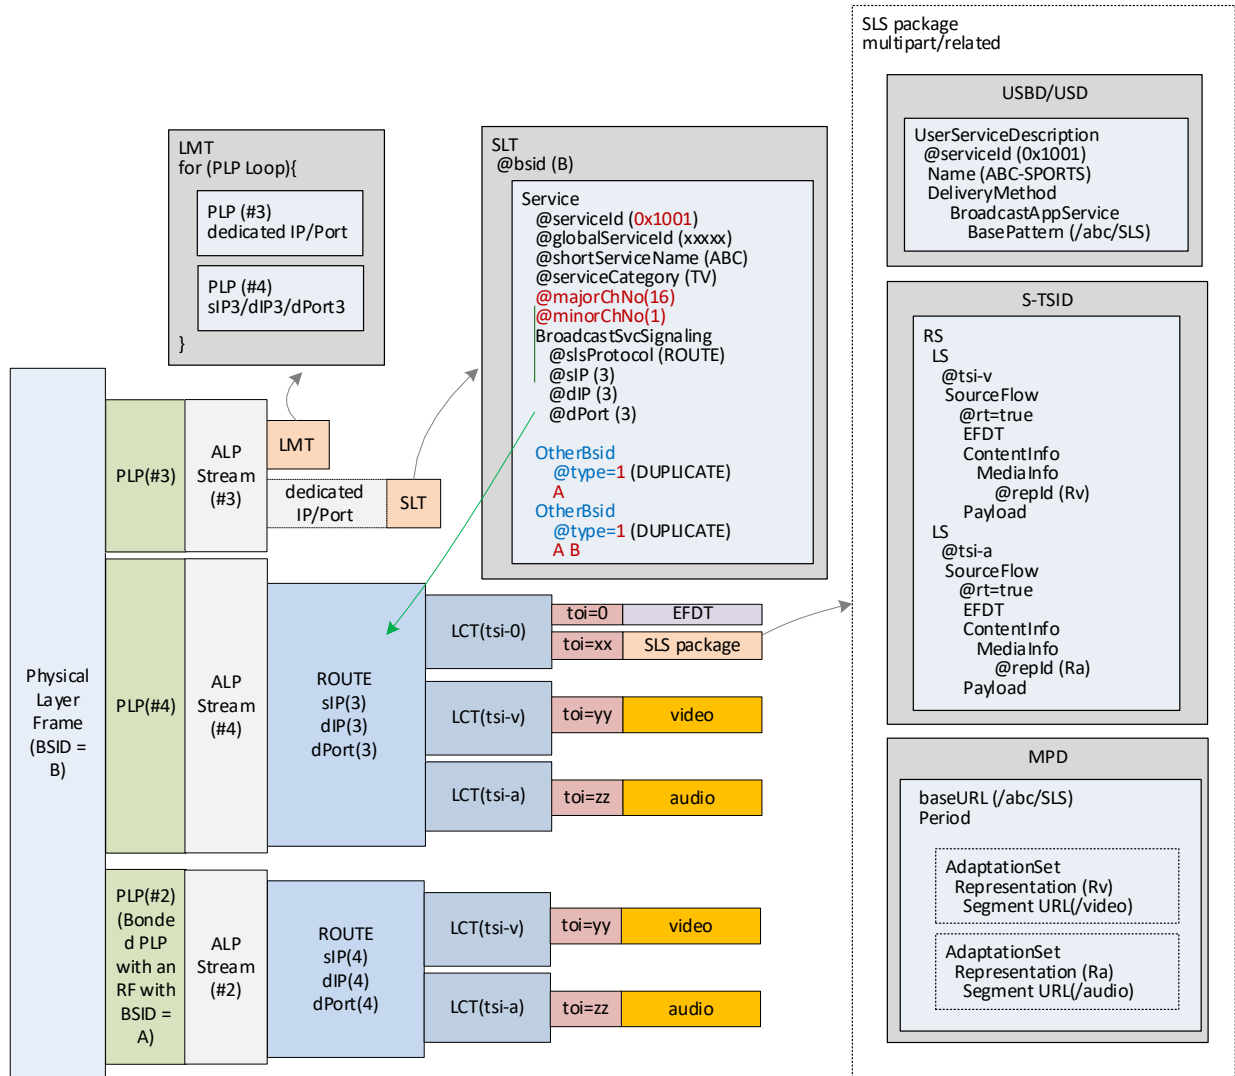 SLS package
multipart/related
USBD/USD
UserServiceDescription
@serviceId (0x1001)
Name (ABC-SPORTS)
DeliveryMethod
BroadcastAppService
BasePattern (/abc/SLS)
S-TSID
RS
LS
@tsi-v
SourceFlow
@rt=true
EFDT
ContentInfo
MediaInfo
@repId (Rv)
Payload
LS
@tsi-a
SourceFlow
@rt=true
EFDT
ContentInfo
MediaInfo
@repId (Ra)
Payload
MPD
baseURL (/abc/SLS)
Period
AdaptationSet
Representation (Rv)
Segment URL(/video)
AdaptationSet
Representation (Ra)
Segment URL(/audio)
LMT
for (PLP Loop){
PLP (#3)
dedicated IP/Port
PLP (#4)
sIP3/dIP3/dPort3
}
SLT
@bsid (B)
Service
@serviceId (0x1001)
@globalServiceId (xxxxx)
@shortServiceName (ABC)
@serviceCategory (TV)
@majorChNo(16)
@minorChNo(1)
BroadcastSvcSignaling
@slsProtocol (ROUTE)
@sIP (3)
@dIP (3)
@dPort (3)
OtherBsid
@type=1 (DUPLICATE)
A
OtherBsid
@type=1 (DUPLICATE)
A B
Physical
Layer
Frame
(BSID =
B)
PLP(#3)
ALP
Stream
(#3)
LMT
dedicated
IP/Port
SLT
PLP(#4)
ALP
Stream
(#4)
ROUTE
sIP(3)
dIP(3)
dPort(3)
LCT(tsi-0)
toi=0
EFDT
toi=xx
SLS package
LCT(tsi-v)
toi=yy
video
LCT(tsi-a)
toi=zz
audio
PLP(#2)
(Bonde
d PLP
with an
RF with
BSID =
A)
ALP
Stream
(#2)
ROUTE
sIP(4)
dIP(4)
dPort(4)
LCT(tsi-v)
toi=yy
video
LCT(tsi-a)
toi=zz
audio